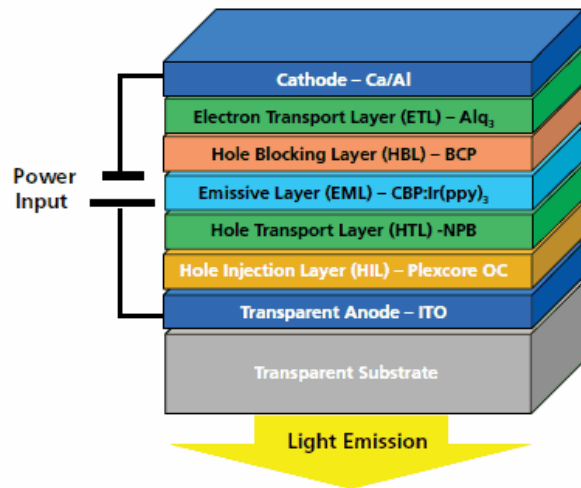 Cathode – Ca/Al
Electron Transport Layer (ETL) – Alq₃
Hole Blocking Layer (HBL) – BCP
Power
Input
Emissive Layer (EML) – CBP:Ir(ppy)₃
Hole Transport Layer (HTL) -NPB
Hole Injection Layer (HIL) – Plexcore OC
Transparent Anode – ITO
Transparent Substrate
Light Emission